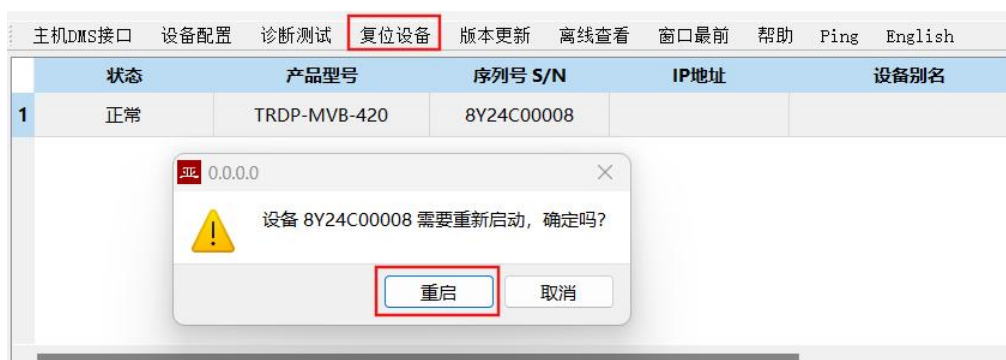 主机DMS接口 设备配置 诊断测试 复位设备 版本更新 离线查看 窗口最前 帮助 Ping English
状态 产品型号 序列号 S/N IP地址 设备别名
1 正常 TRDP-MVB-420 8Y24C00008
亚 0.0.0.0
设备 8Y24C00008 需要重新启动，确定吗?
重启 取消